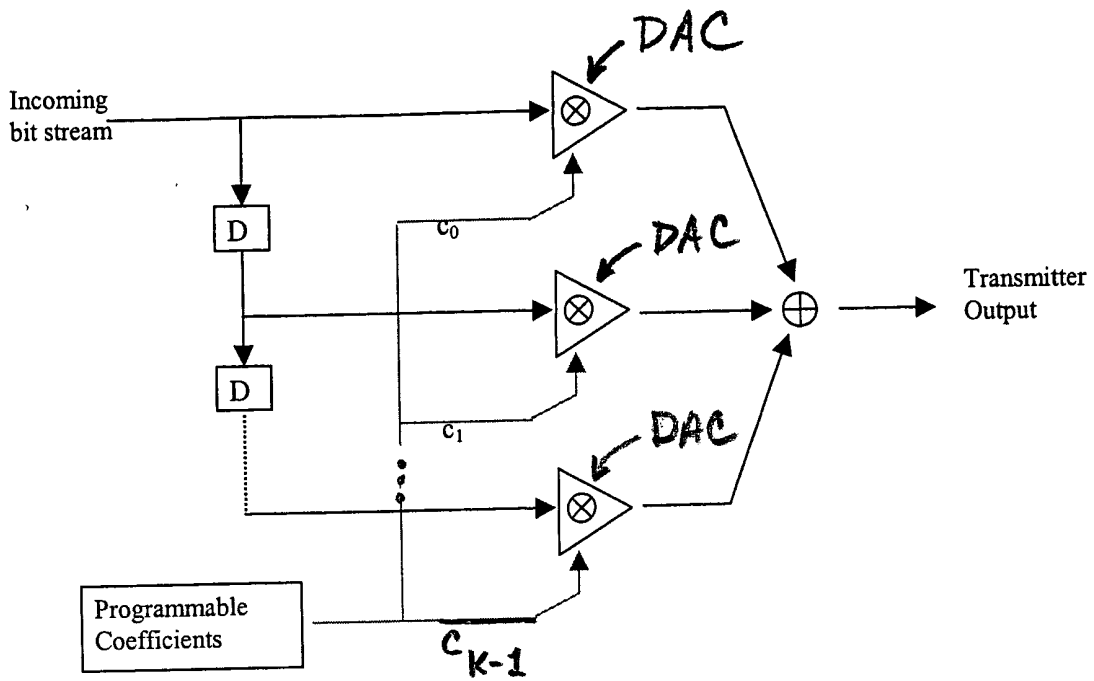 DAC
Incoming
bit stream
D
c0
DAC
Transmitter
Output
D
c1
DAC
Programmable
Coefficients
cK-1